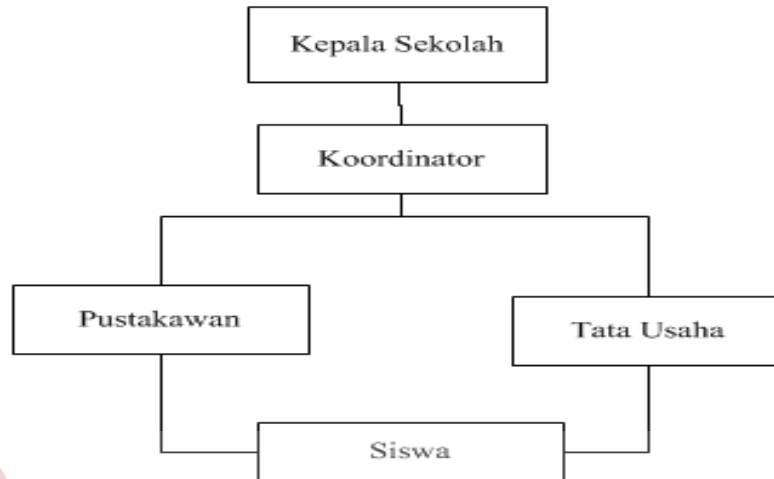 Kepala Sekolah
Koordinator
Pustakawan
Tata Usaha
Siswa